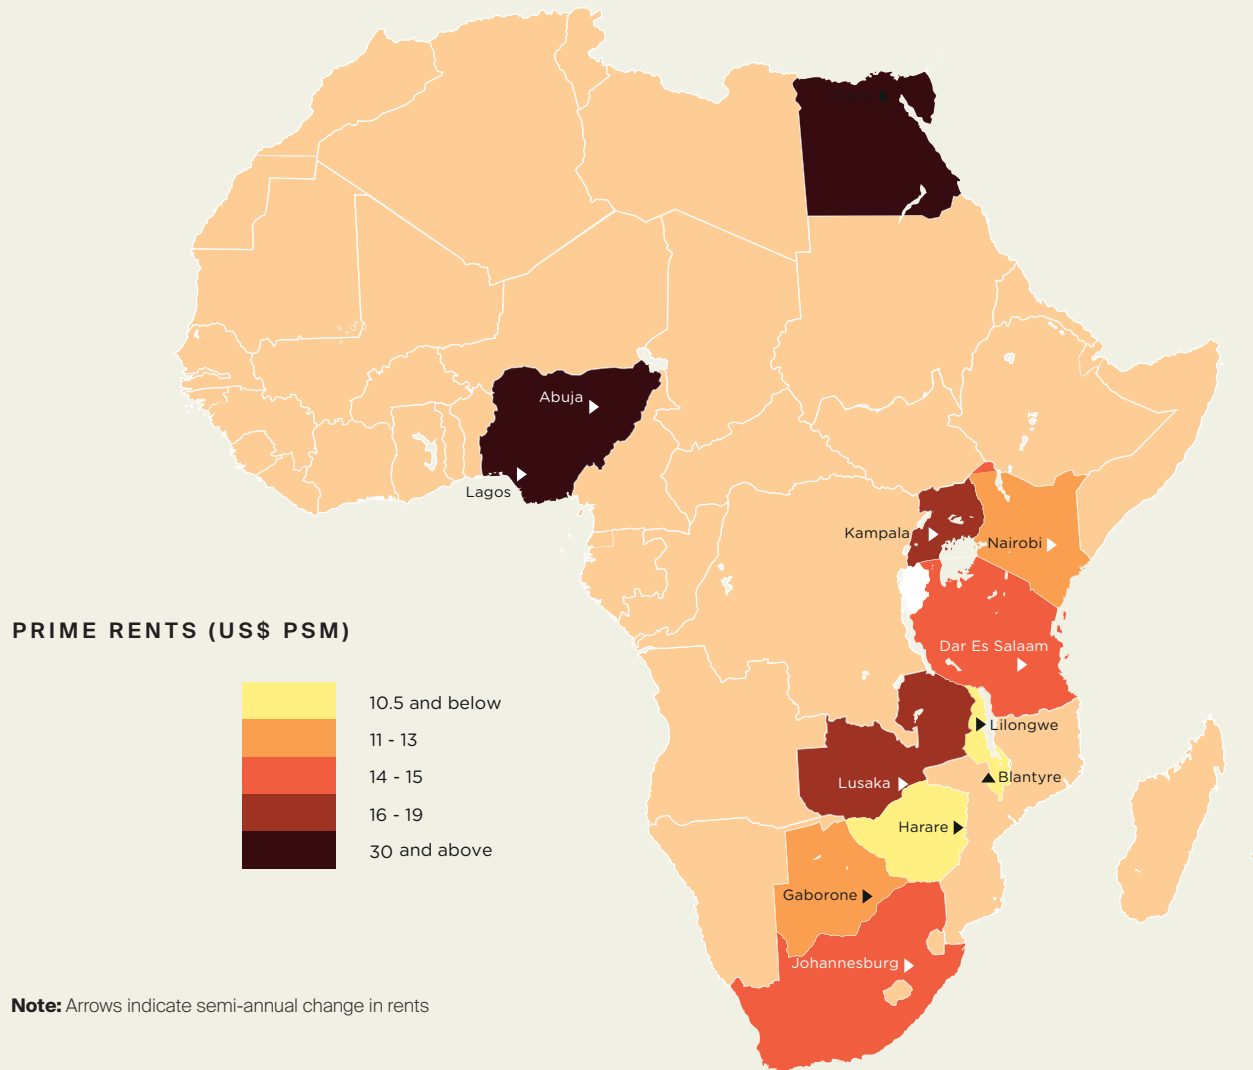 Cairo
Abuja
Lagos
Kampala
Nairobi
PRIME RENTS (US$ PSM)
Dar Es Salaam
10.5 and below
Lilongwe
11 - 13
14 - 15
Blantyre
Lusaka
16 - 19
Harare
30 and above
Gaborone
Johannesburg
Note: Arrows indicate semi-annual change in rents